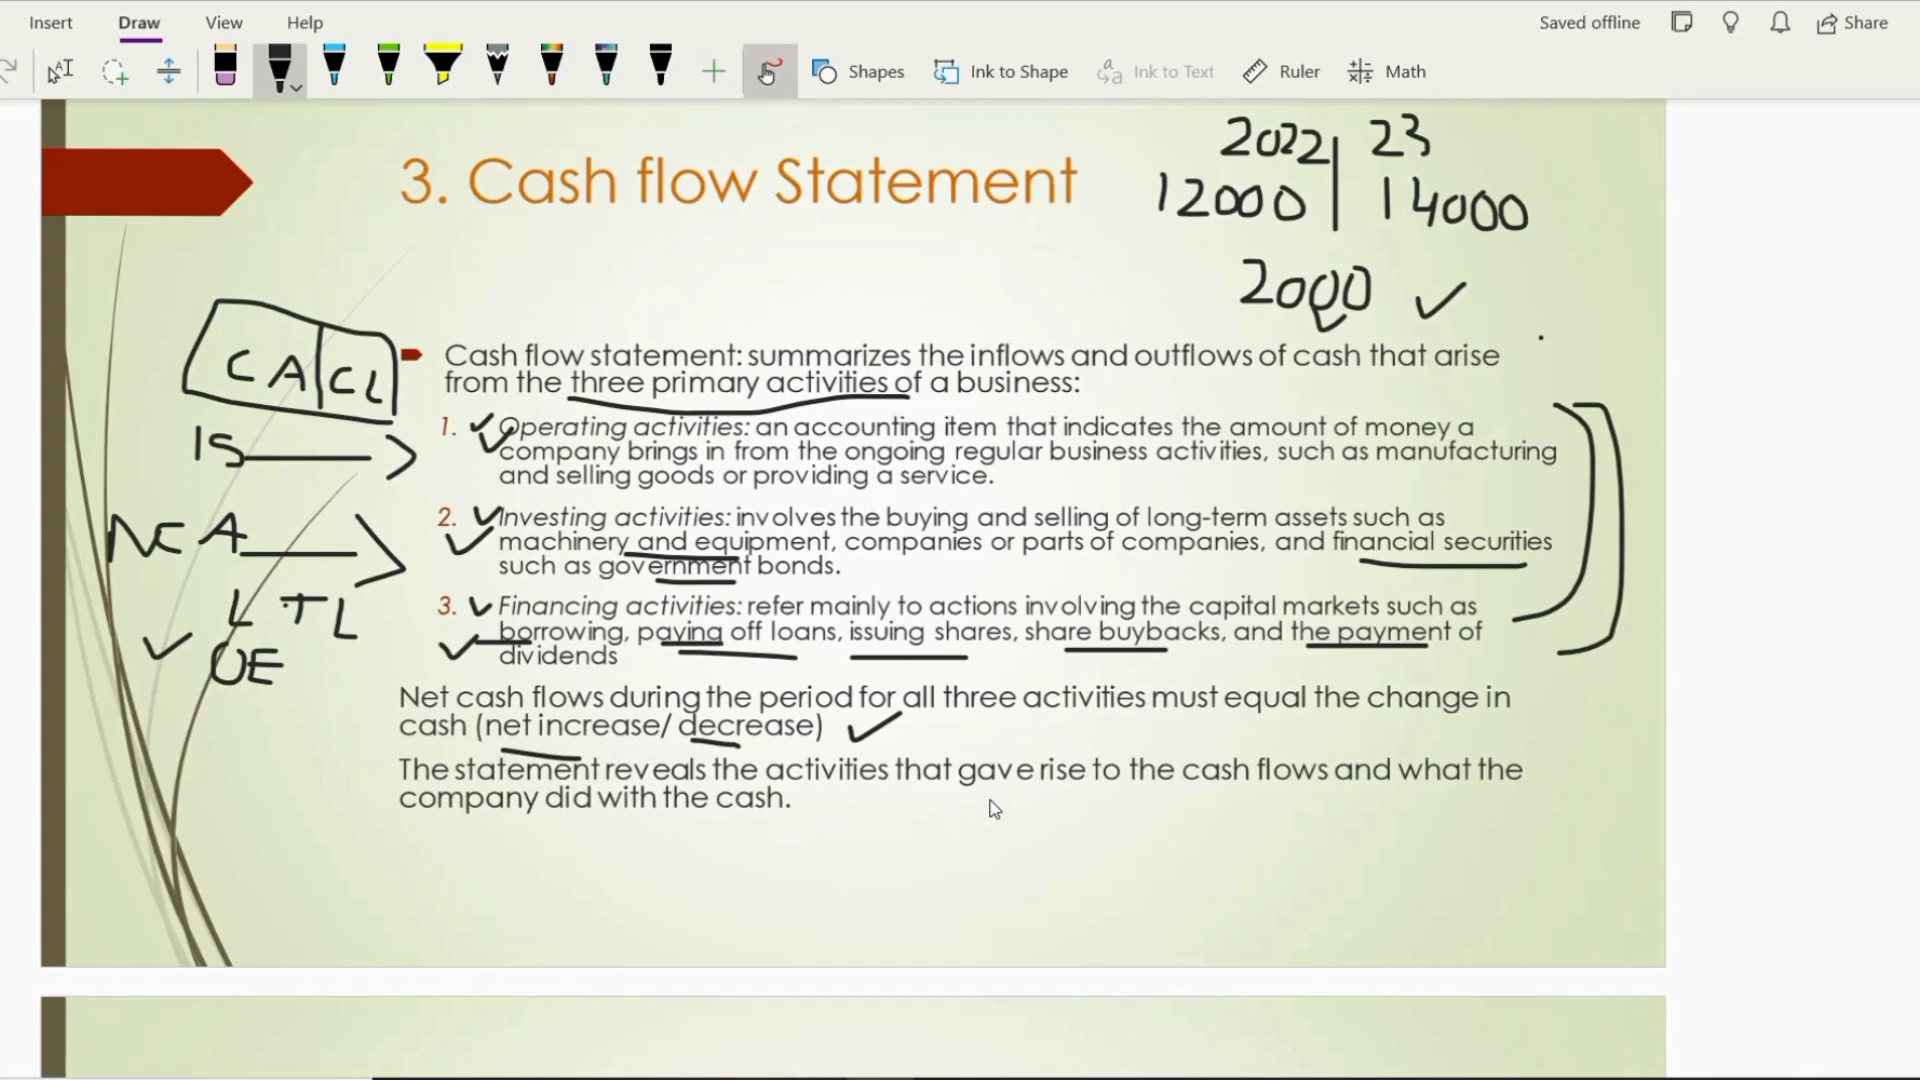 Insert Draw View Help Saved offline Share
Shapes Ink to Shape Ink to Text Ruler Math
2022 | 23
3. Cash flow Statement
12000 | 14000
2000 ✓
Cash flow statement: summarizes the inflows and outflows of cash that arise
from the three primary activities of a business:
CA | CL
1. Operating activities: an accounting item that indicates the amount of money a
company brings in from the ongoing regular business activities, such as manufacturing
and selling goods or providing a service.
IS
2. Investing activities: involves the buying and selling of long-term assets such as
machinery and equipment, companies or parts of companies, and financial securities
such as government bonds.
NCA
3. Financing activities: refer mainly to actions involving the capital markets such as
borrowing, paying off loans, issuing shares, share buybacks, and the payment of
dividends
LTL
OE
Net cash flows during the period for all three activities must equal the change in
cash (net increase/ decrease)
The statement reveals the activities that gave rise to the cash flows and what the
company did with the cash.